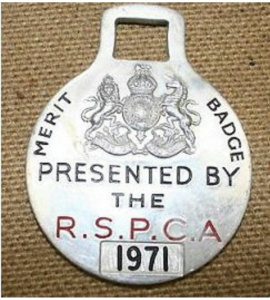 MERIT BADGE
PRESENTED BY
THE
R.S.P.C.A
1971